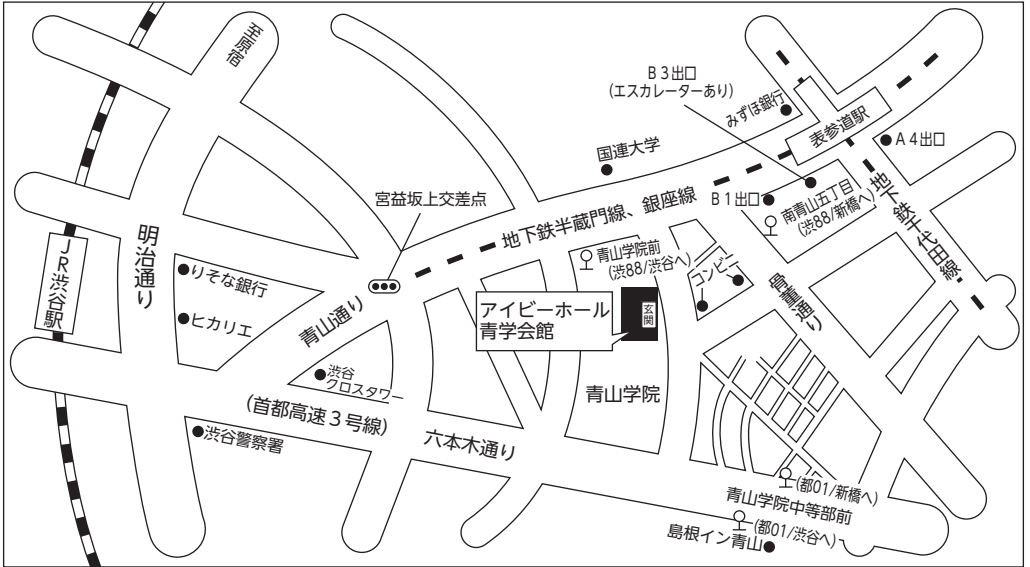 至原宿
B3出口
(エスカレーターあり)
みずほ銀行
表参道駅
A4出口
国連大学
B1出口
南青山五丁目
(渋88/新橋へ)
地下鉄千代田線
宮益坂上交差点
地下鉄半蔵門線、銀座線
明治通り
JR渋谷駅
りそな銀行
ヒカリエ
青山通り
青山学院前
(渋88/渋谷へ)
コンビニ
骨董通り
アイビーホール
青学会館
玄関
渋谷
クロスタワー
青山学院
(首都高速3号線)
六本木通り
渋谷警察署
(都01/新橋へ)
青山学院中等部前
(都01/渋谷へ)
島根イン青山